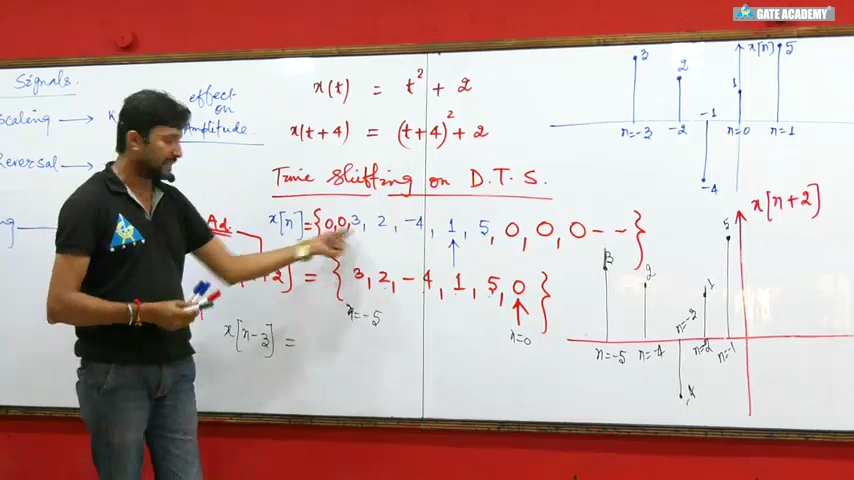 GATE ACADEMY
Signals.
Scaling →
effect
on
Amplitude.
Reversal →
x(t) = t² + 2
x(t+4) = (t+4)² + 2
Time Shifting on D.T.S.
Ad.
x[n] = {0,0,3, 2, -4, 1, 5, 0, 0, 0 - - }
+2] = { 3, 2, -4, 1, 5, 0 }
n=-5
n=0
x[n-3] =
3
2
-1
1
x[n]
5
n=-3
-2
n=0
n=1
-4
x[n+2]
5
3
2
1
n=-5
n=-4
n=-3
n=-2
n=-1